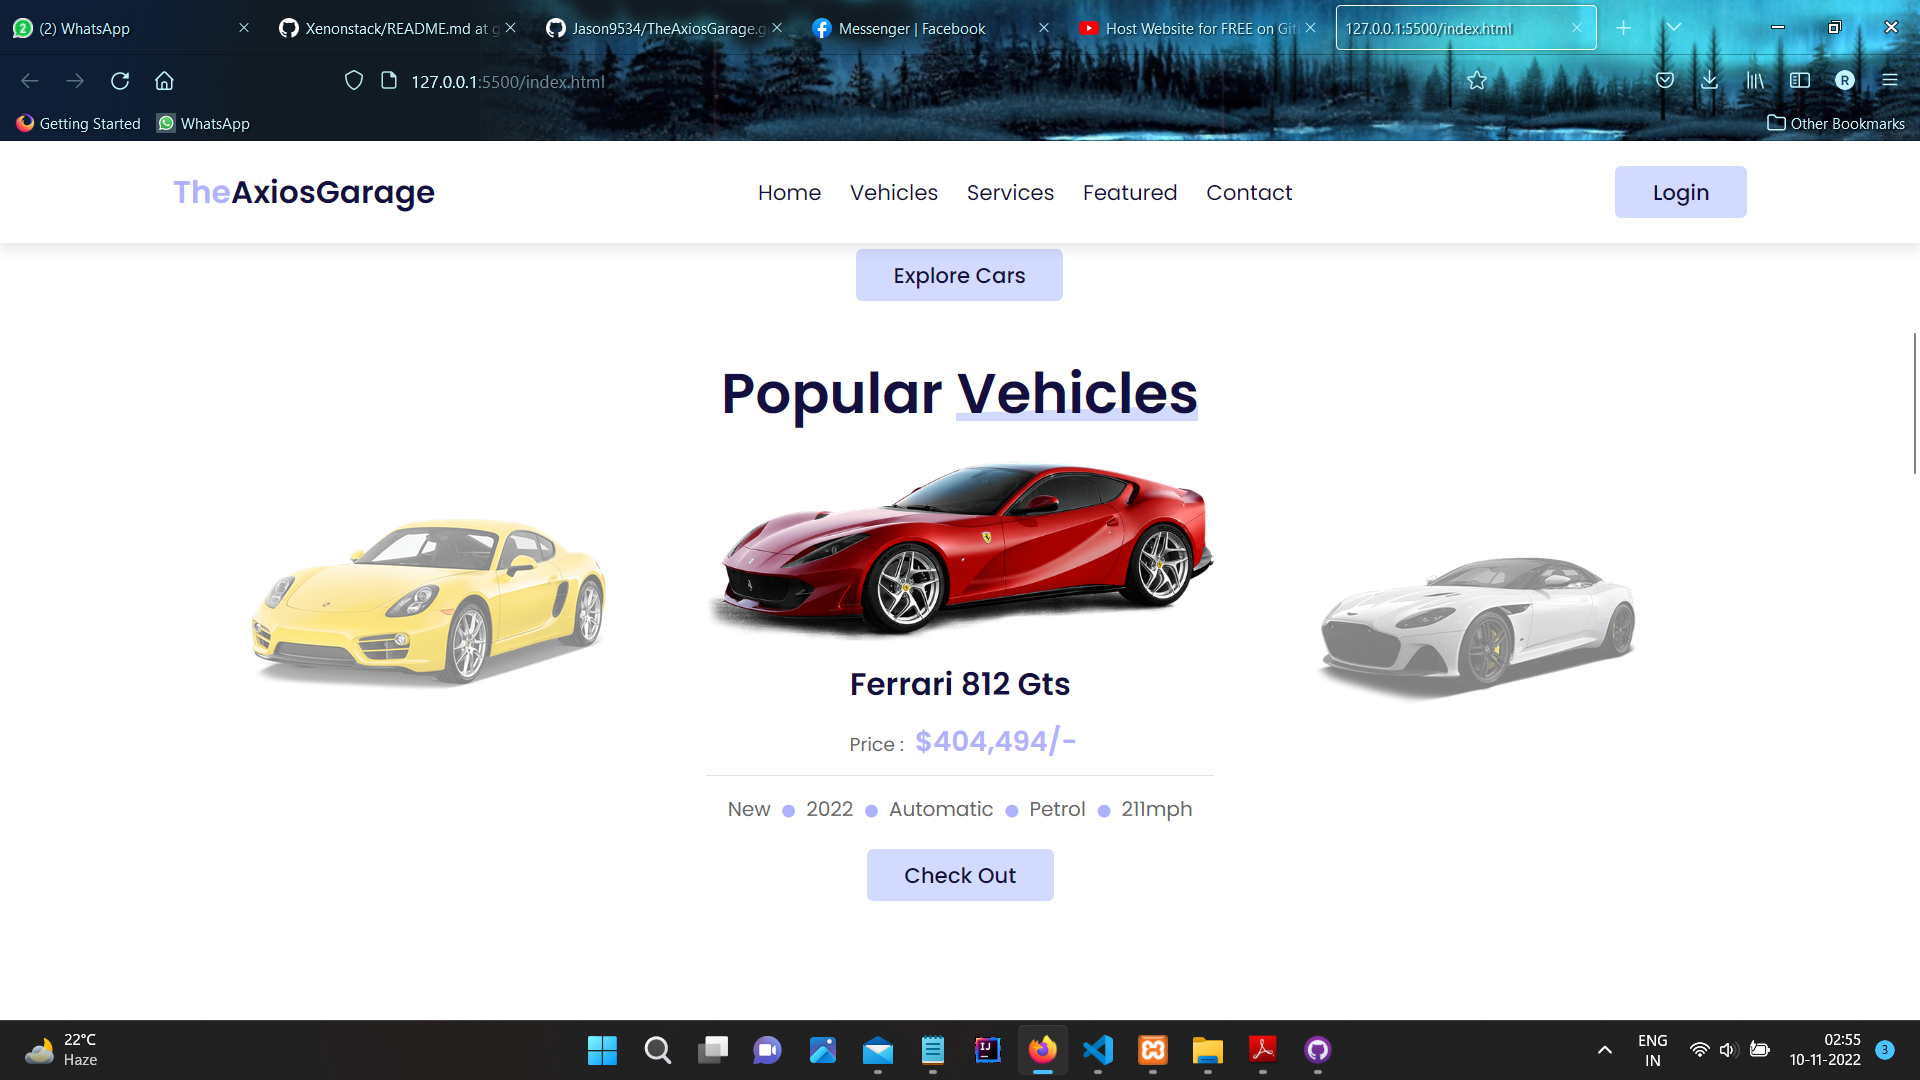 2 (2) WhatsApp
Xenonstack/README.md at g
Jason9534/TheAxiosGarage.g
Messenger | Facebook
Host Website for FREE on Git
127.0.0.1:5500/index.html
127.0.0.1:5500/index.html
R
Getting Started
WhatsApp
Other Bookmarks
TheAxiosGarage
Home
Vehicles
Services
Featured
Contact
Login
Explore Cars
Popular Vehicles
Ferrari 812 Gts
Price : $404,494/-
New 2022 Automatic Petrol 211mph
Check Out
22°C
Haze
IJ
ENG
IN
02:55
10-11-2022
3